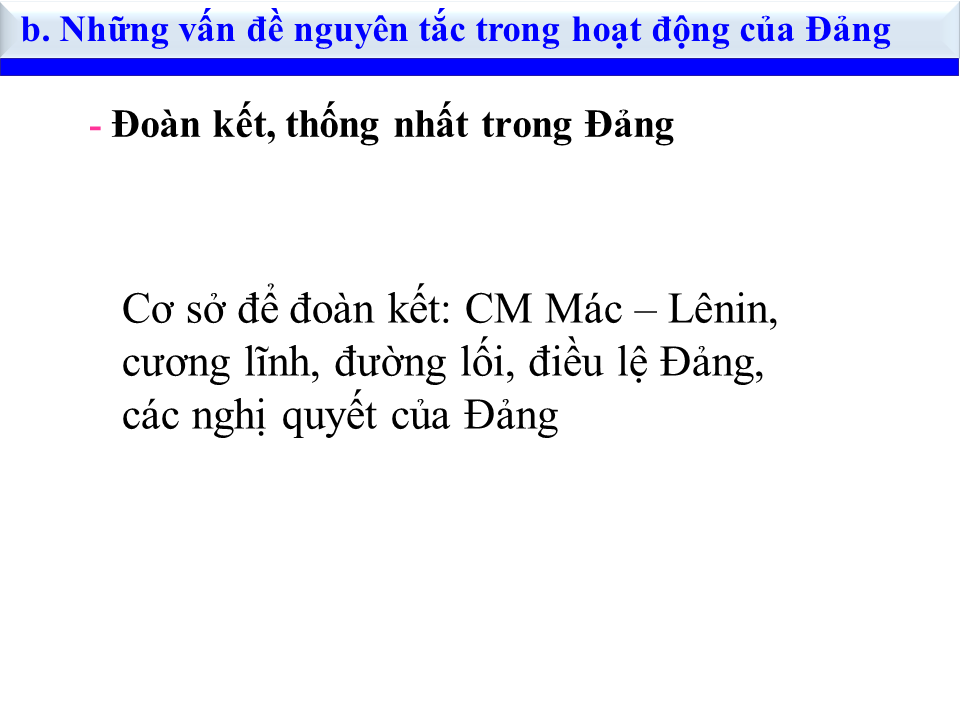 b. Những vấn đề nguyên tắc trong hoạt động của Đảng
- Đoàn kết, thống nhất trong Đảng
Cơ sở để đoàn kết: CM Mác – Lênin,
cương lĩnh, đường lối, điều lệ Đảng,
các nghị quyết của Đảng